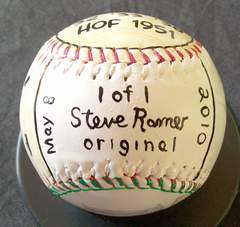 HOF 1951
1 of 1
Steve Ramer
original
May 8
2010